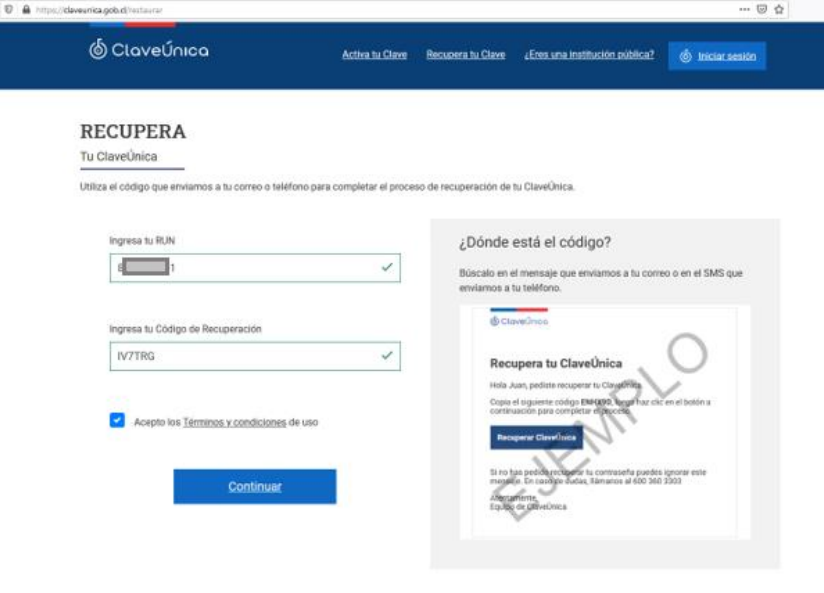 https://claveunica.gob.cl/restaurar
ClaveÚnica
Activa tu Clave
Recupera tu Clave
¿Eres una institución pública?
Iniciar sesión
RECUPERA
Tu ClaveÚnica
Utiliza el código que enviamos a tu correo o teléfono para completar el proceso de recuperación de tu ClaveÚnica.
Ingresa tu RUN
8 1
Ingresa tu Código de Recuperación
IV7TRG
Acepto los Términos y condiciones de uso
Continuar
¿Dónde está el código?
Búscalo en el mensaje que enviamos a tu correo o en el SMS que
enviamos a tu teléfono.
ClaveÚnica
Recupera tu ClaveÚnica
Hola Juan, pediste recuperar tu ClaveÚnica.
Copia el siguiente código luego haz clic en el botón a
continuación para completar el proceso.
Recuperar ClaveÚnica
Si no has pedido recuperar tu contraseña puedes ignorar este
mensaje. En caso de dudas, llámanos al 600 360 3303
Atentamente,
Equipo de ClaveÚnica
EJEMPLO